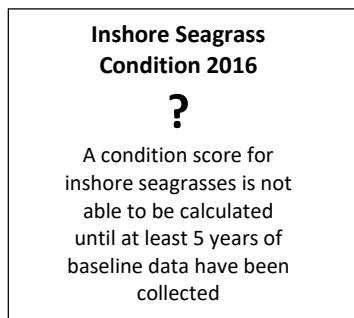 Inshore Seagrass
Condition 2016
?
A condition score for
inshore seagrasses is not
able to be calculated
until at least 5 years of
baseline data have been
collected